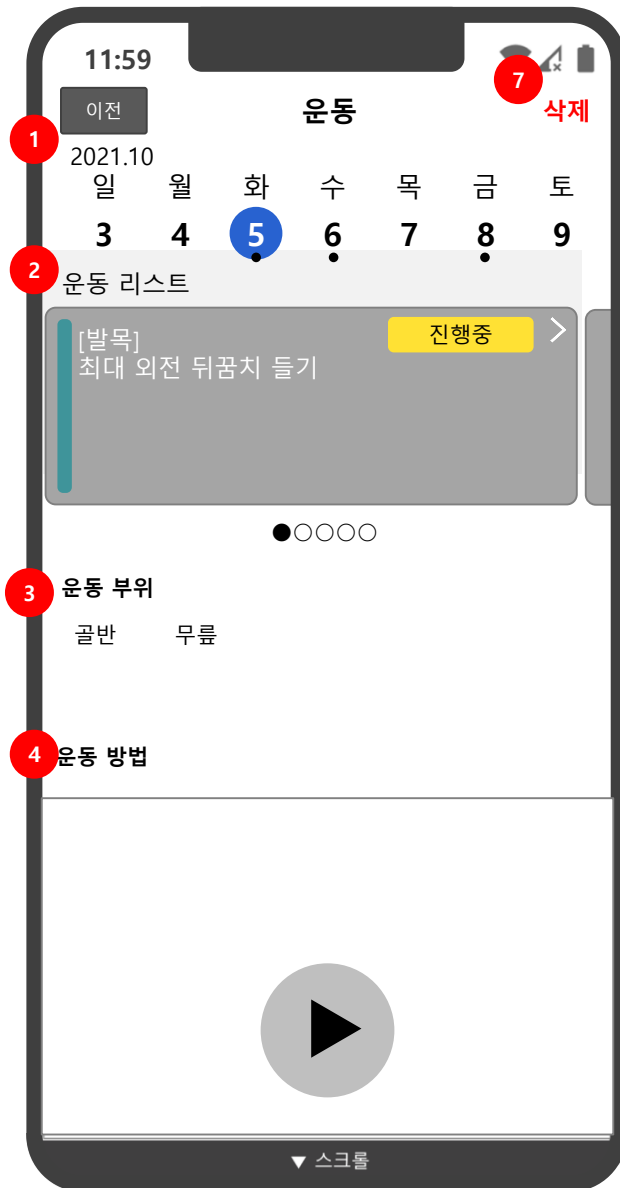 11:59
7
이전
운동
삭제
1
2021.10
일 월 화 수 목 금 토
3 4 5 6 7 8 9
2
운동 리스트
[발목]
진행중
최대 외전 뒤꿈치 들기
3
운동 부위
골반 무릎
4
운동 방법
▼ 스크롤